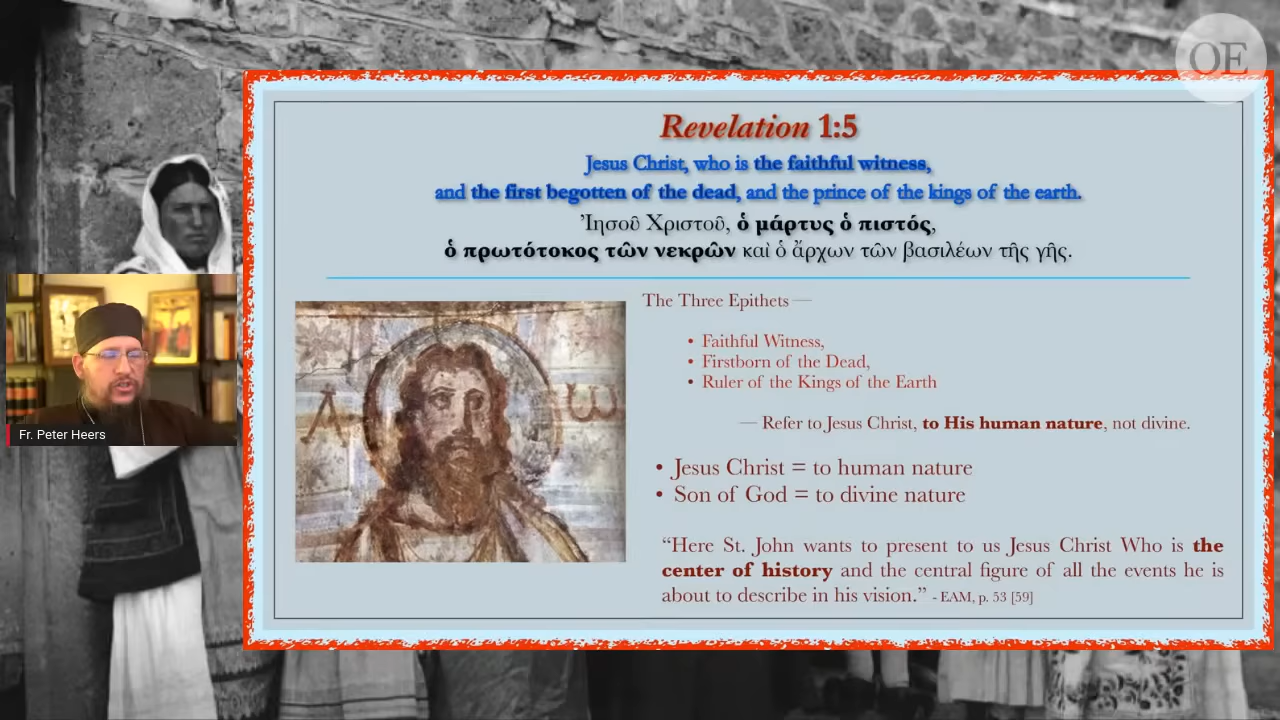 OE
Revelation 1:5
Jesus Christ, who is the faithful witness,
and the first begotten of the dead, and the prince of the kings of the earth.
Ἰησοῦ Χριστοῦ, ὁ μάρτυς ὁ πιστός,
ὁ πρωτότοκος τῶν νεκρῶν καὶ ὁ ἄρχων τῶν βασιλέων τῆς γῆς.
The Three Epithets —
• Faithful Witness,
• Firstborn of the Dead,
• Ruler of the Kings of the Earth
— Refer to Jesus Christ, to His human nature, not divine.
• Jesus Christ = to human nature
• Son of God = to divine nature
“Here St. John wants to present to us Jesus Christ Who is the
center of history and the central figure of all the events he is
about to describe in his vision.” - EAM, p. 53 [59]
A ω
Fr. Peter Heers